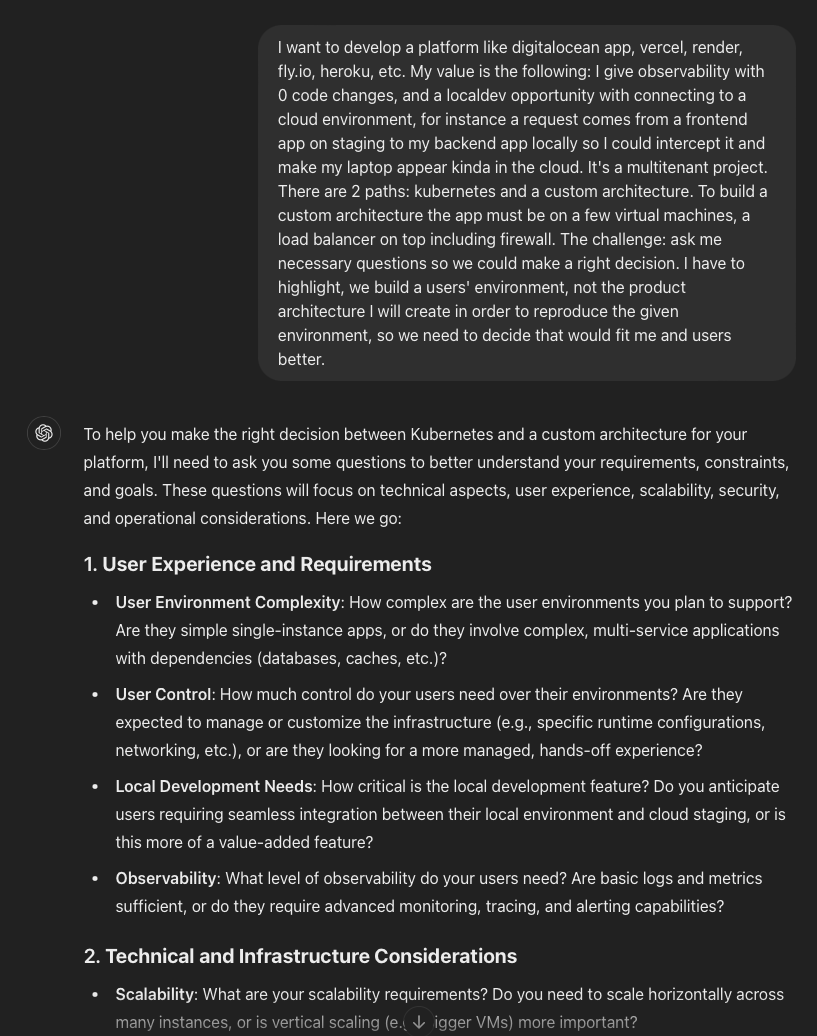 I want to develop a platform like digitalocean app, vercel, render,
fly.io, heroku, etc. My value is the following: I give observability with
0 code changes, and a localdev opportunity with connecting to a
cloud environment, for instance a request comes from a frontend
app on staging to my backend app locally so I could intercept it and
make my laptop appear kinda in the cloud. It's a multitenant project.
There are 2 paths: kubernetes and a custom architecture. To build a
custom architecture the app must be on a few virtual machines, a
load balancer on top including firewall. The challenge: ask me
necessary questions so we could make a right decision. I have to
highlight, we build a users' environment, not the product
architecture I will create in order to reproduce the given
environment, so we need to decide that would fit me and users
better.
To help you make the right decision between Kubernetes and a custom architecture for your
platform, I'll need to ask you some questions to better understand your requirements, constraints,
and goals. These questions will focus on technical aspects, user experience, scalability, security,
and operational considerations. Here we go:
1. User Experience and Requirements
• User Environment Complexity: How complex are the user environments you plan to support?
Are they simple single-instance apps, or do they involve complex, multi-service applications
with dependencies (databases, caches, etc.)?
• User Control: How much control do your users need over their environments? Are they
expected to manage or customize the infrastructure (e.g., specific runtime configurations,
networking, etc.), or are they looking for a more managed, hands-off experience?
• Local Development Needs: How critical is the local development feature? Do you anticipate
users requiring seamless integration between their local environment and cloud staging, or is
this more of a value-added feature?
• Observability: What level of observability do your users need? Are basic logs and metrics
sufficient, or do they require advanced monitoring, tracing, and alerting capabilities?
2. Technical and Infrastructure Considerations
• Scalability: What are your scalability requirements? Do you need to scale horizontally across
many instances, or is vertical scaling VMs) more important?